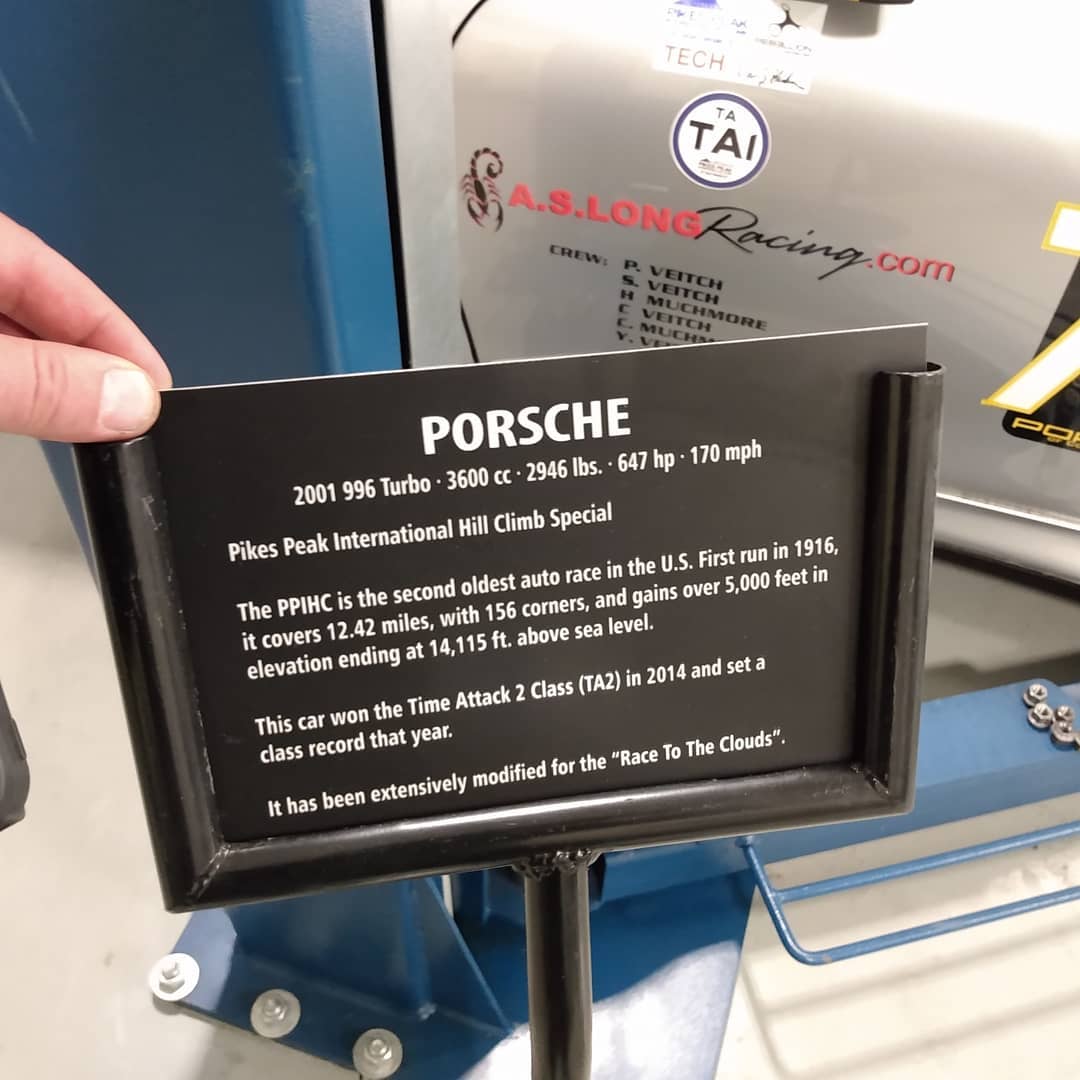 TECH
TA
TAI
A.S.LONG Racing.com
CREW: P. VEITCH
S. VEITCH
H MUCHMORE
C VEITCH
C.
Y.
7
PORSCHE
2001 996 Turbo · 3600 cc · 2946 lbs. · 647 hp · 170 mph
Pikes Peak International Hill Climb Special
The PPIHC is the second oldest auto race in the U.S. First run in 1916,
it covers 12.42 miles, with 156 corners, and gains over 5,000 feet in
elevation ending at 14,115 ft. above sea level.
This car won the Time Attack 2 Class (TA2) in 2014 and set a
class record that year.
It has been extensively modified for the “Race To The Clouds”.